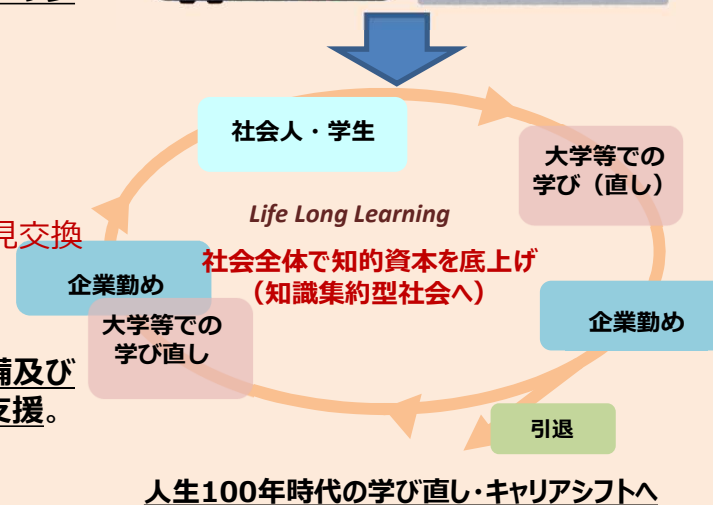 社会人・学生
大学等での
学び（直し）
Life Long Learning
見交換
社会全体で知的資本を底上げ
（知識集約型社会へ）
企業勤め
大学等での
学び直し
企業勤め
備及び
支援。
引退
人生100年時代の学び直し・キャリアシフトへ